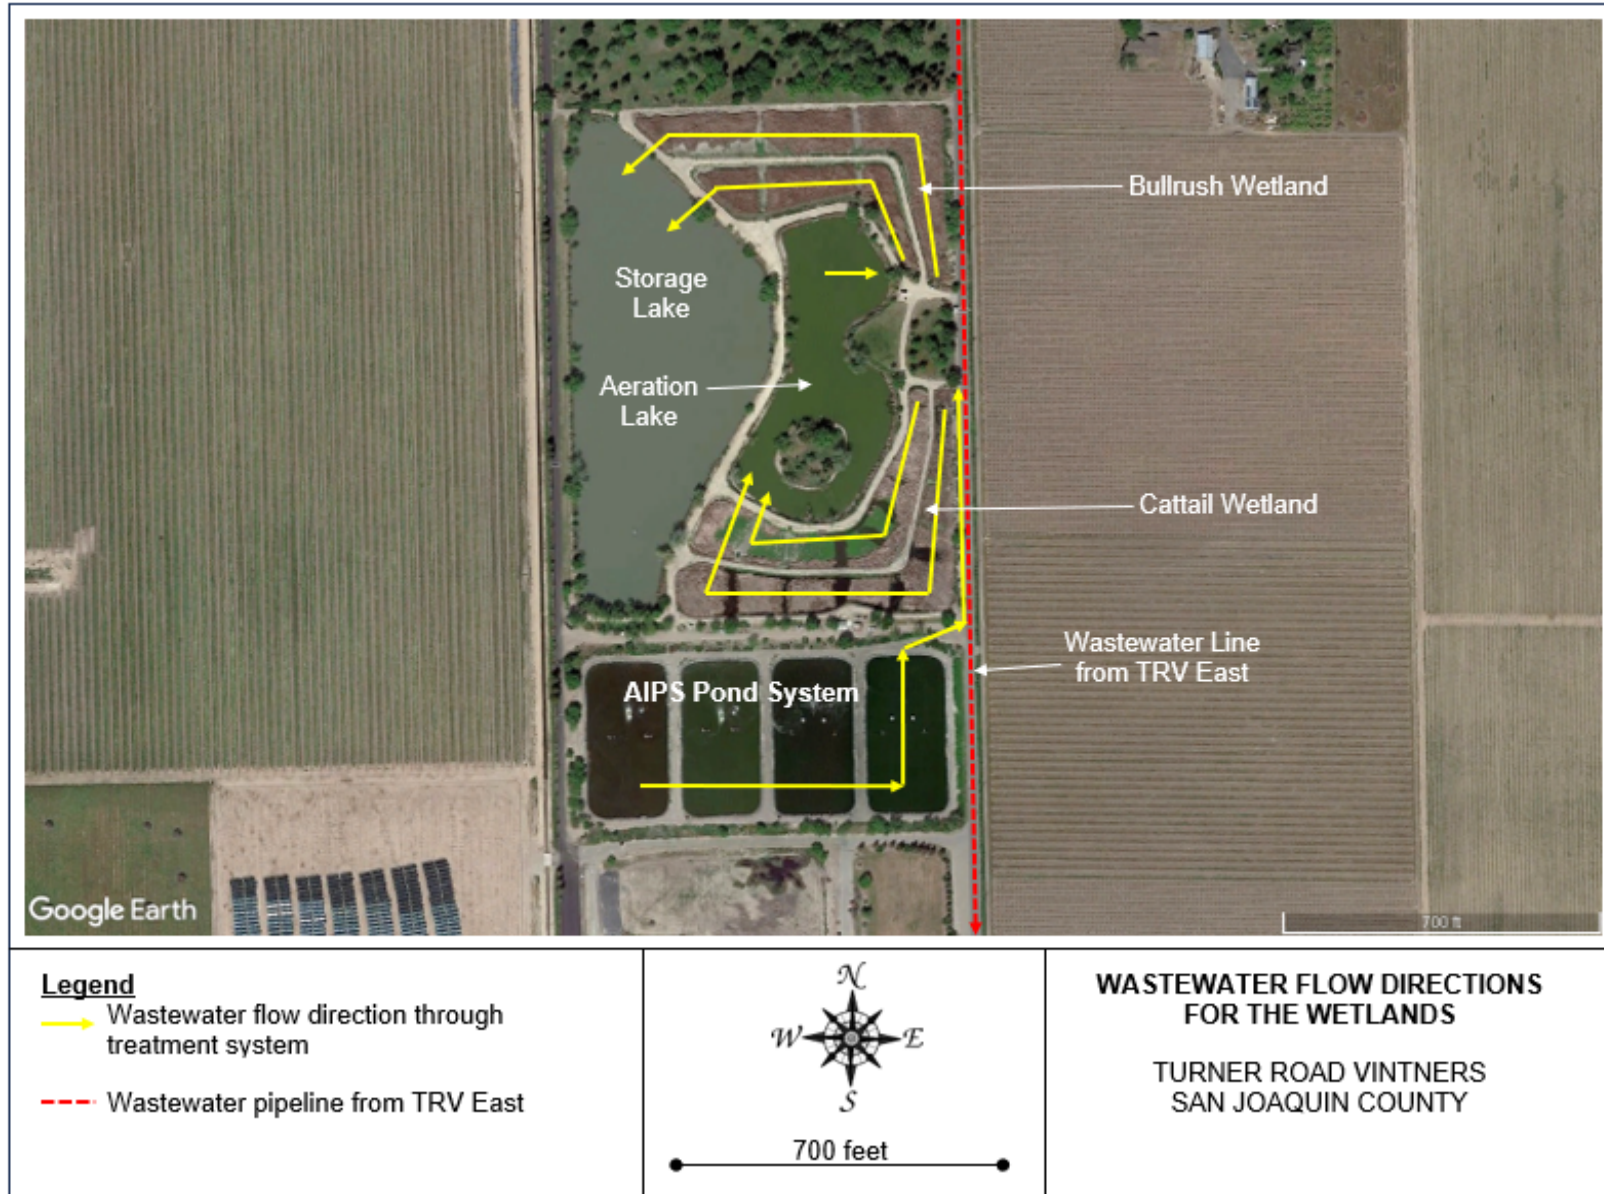 Bullrush Wetland
Storage
Lake
Aeration
Lake
Cattail Wetland
Wastewater Line
from TRV East
AIPS Pond System
Google Earth
700 ft
Legend
Wastewater flow direction through
treatment system
Wastewater pipeline from TRV East
N
W
E
S
700 feet
WASTEWATER FLOW DIRECTIONS
FOR THE WETLANDS
TURNER ROAD VINTNERS
SAN JOAQUIN COUNTY